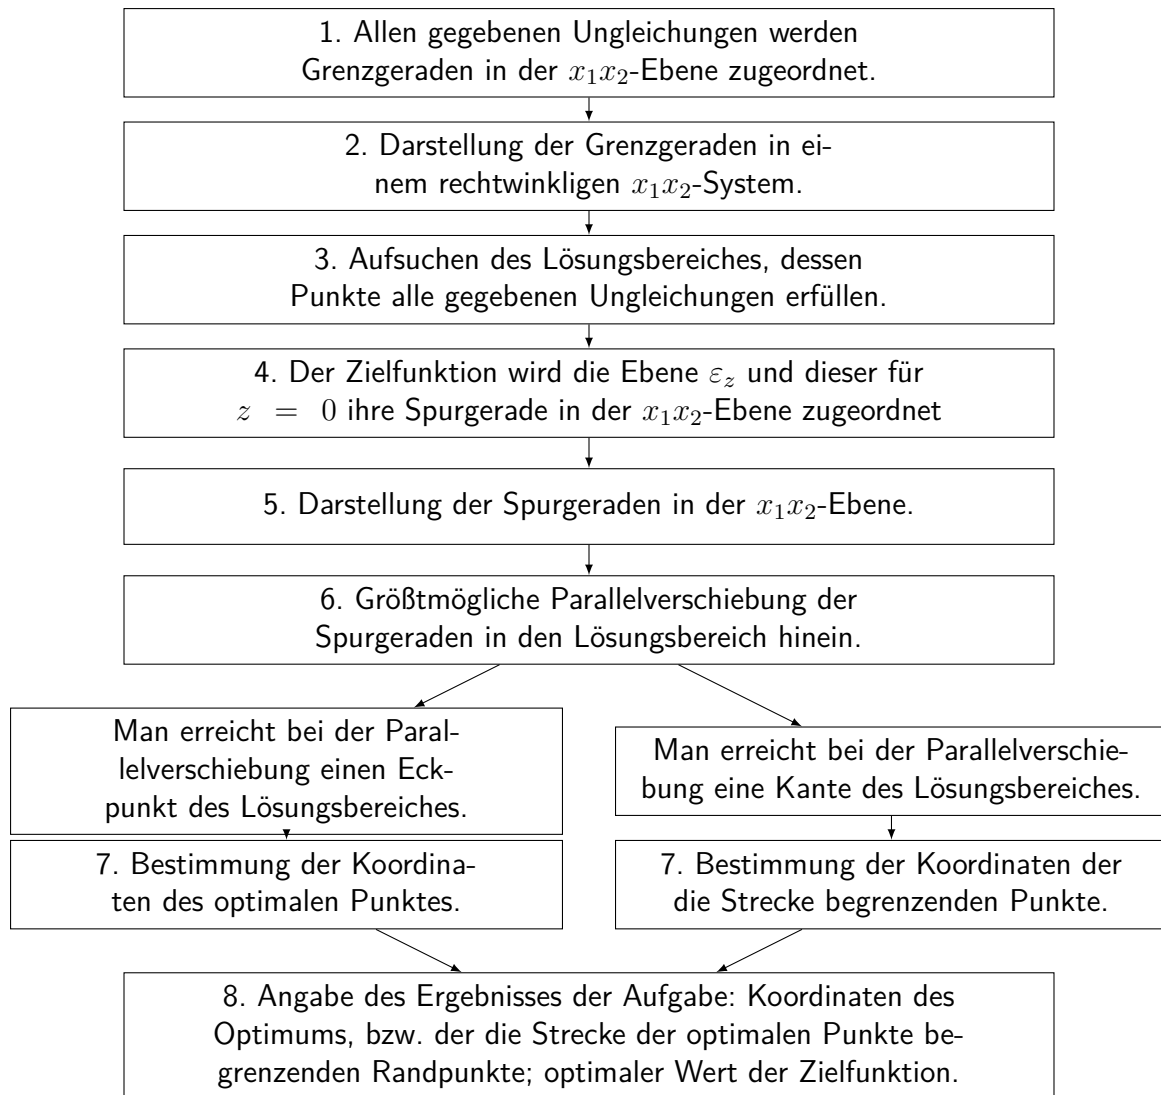 1. Allen gegebenen Ungleichungen werden
Grenzgeraden in der x₁x₂-Ebene zugeordnet.
2. Darstellung der Grenzgeraden in ei-
nem rechtwinkligen x₁x₂-System.
3. Aufsuchen des Lösungsbereiches, dessen
Punkte alle gegebenen Ungleichungen erfüllen.
4. Der Zielfunktion wird die Ebene ε_z und dieser für
z = 0 ihre Spurgerade in der x₁x₂-Ebene zugeordnet
5. Darstellung der Spurgeraden in der x₁x₂-Ebene.
6. Größtmögliche Parallelverschiebung der
Spurgeraden in den Lösungsbereich hinein.
Man erreicht bei der Paral-
lelverschiebung einen Eck-
punkt des Lösungsbereiches.
Man erreicht bei der Parallelverschie-
bung eine Kante des Lösungsbereiches.
7. Bestimmung der Koordina-
ten des optimalen Punktes.
7. Bestimmung der Koordinaten der
die Strecke begrenzenden Punkte.
8. Angabe des Ergebnisses der Aufgabe: Koordinaten des
Optimums, bzw. der die Strecke der optimalen Punkte be-
grenzenden Randpunkte; optimaler Wert der Zielfunktion.